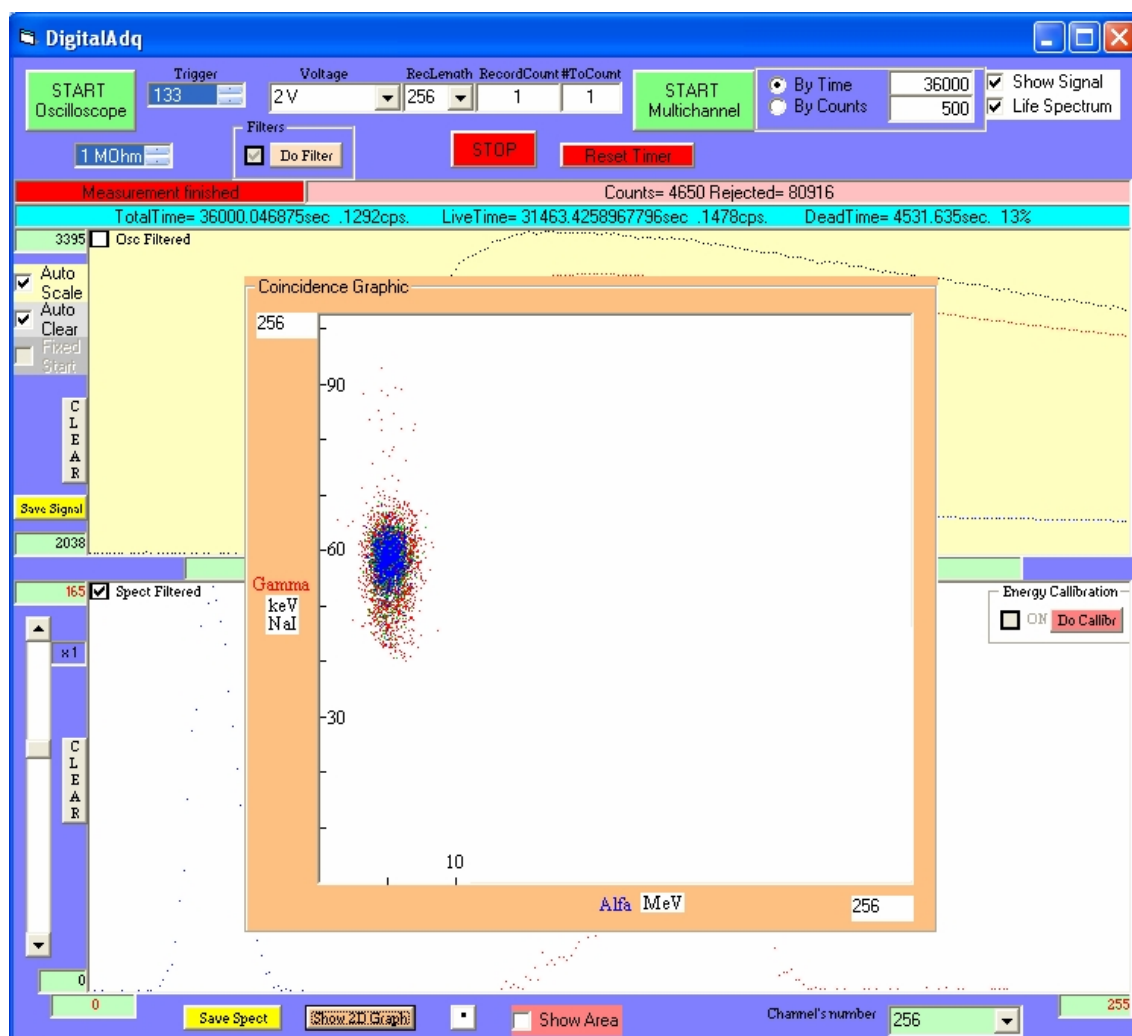 DigitalAdq
START Oscilloscope
Trigger
133
Voltage
2 V
RecLength
256
RecordCount
1
#ToCount
1
START Multichannel
By Time
36000
By Counts
500
Show Signal
Life Spectrum
1 MOhm
Filters
Do Filter
STOP
Reset Timer
Measurement finished
Counts= 4650 Rejected= 80916
TotalTime= 36000.046875sec .1292cps. LiveTime= 31463.4258967796sec .1478cps. DeadTime= 4531.635sec. 13%
3395
Osc Filtered
Auto
Scale
Auto
Clear
Fixed
Start
CLEAR
Save Signal
2038
Coincidence Graphic
256
90
60
30
Gamma
keV
NaI
10
Alfa MeV
256
165
Spect Filtered
Energy Callibration
ON
Do Callibr
x1
CLEAR
0
0
Save Spect
Show 2D Graph
Show Area
Channel's number
256
255